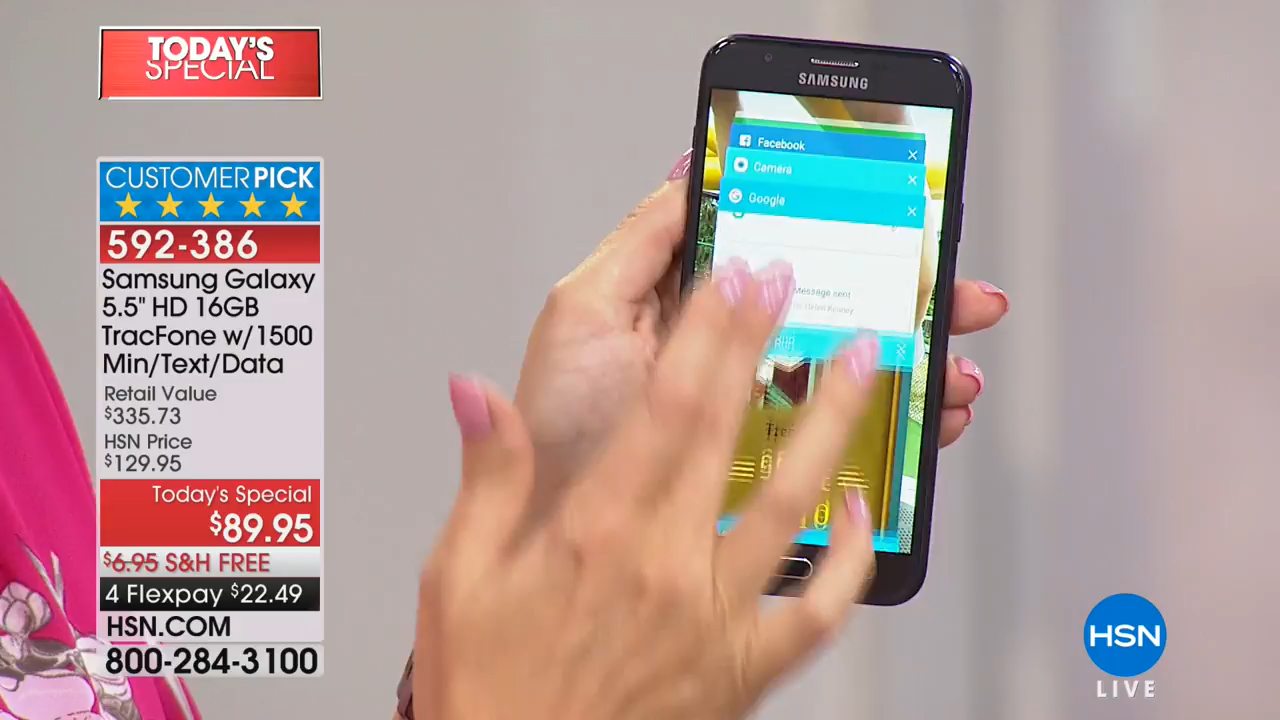 TODAY'S
SPECIAL
CUSTOMER PICK
592-386
Samsung Galaxy
5.5" HD 16GB
TracFone w/1500
Min/Text/Data
Retail Value
$335.73
HSN Price
$129.95
Today's Special
$89.95
$6.95 S&H FREE
4 Flexpay $22.49
HSN.COM
800-284-3100
SAMSUNG
Facebook
Camera
Google
Message sent
HSN
LIVE